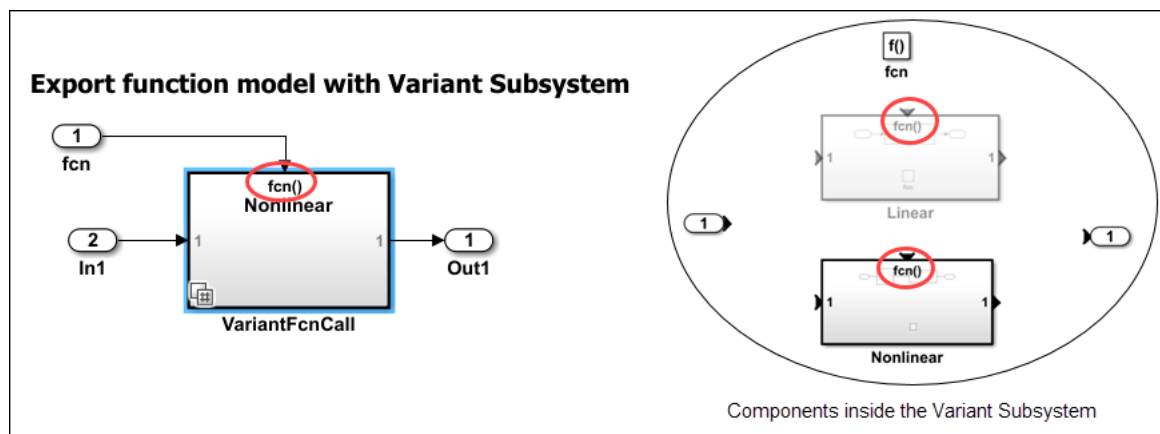 Export function model with Variant Subsystem
1
fcn
fcn()
Nonlinear
2
In1
1
1
1
Out1
VariantFcnCall
f()
fcn
fcn()
1
Linear
1
1
fcn()
1
1
Nonlinear
Components inside the Variant Subsystem